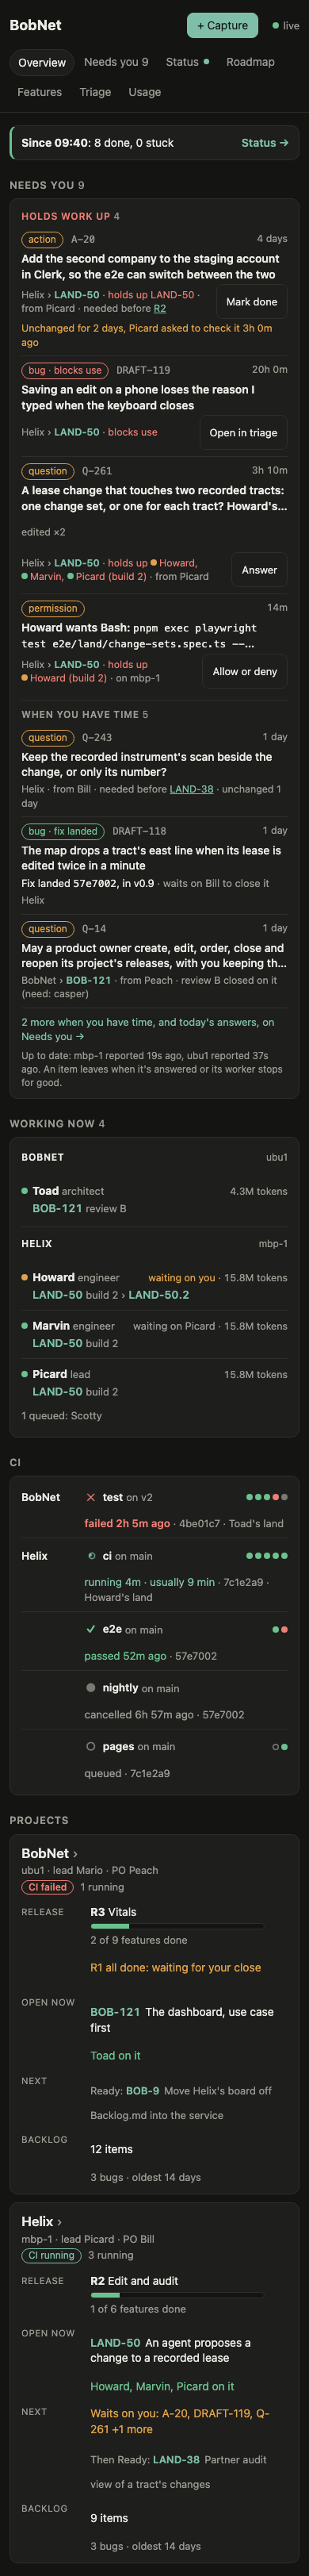 BobNet
+ Capture
live
Overview
Needs you 9
Status
Roadmap
Features
Triage
Usage
Since 09:40: 8 done, 0 stuck
Status →
NEEDS YOU 9
HOLDS WORK UP 4
action A-20 4 days
Add the second company to the staging account
in Clerk, so the e2e can switch between the two
Helix › LAND-50 · holds up LAND-50 ·
from Picard · needed before R2
Mark done
Unchanged for 2 days, Picard asked to check it 3h 0m
ago
bug · blocks use DRAFT-119 20h 0m
Saving an edit on a phone loses the reason I
typed when the keyboard closes
Helix › LAND-50 · blocks use
Open in triage
question Q-261 3h 10m
A lease change that touches two recorded tracts:
one change set, or one for each tract? Howard's...
edited ×2
Helix › LAND-50 · holds up Howard,
Marvin, Picard (build 2) · from Picard
Answer
permission 14m
Howard wants Bash: pnpm exec playwright
test e2e/land/change-sets.spec.ts --...
Helix › LAND-50 · holds up
Howard (build 2) · on mbp-1
Allow or deny
WHEN YOU HAVE TIME 5
question Q-243 1 day
Keep the recorded instrument's scan beside the
change, or only its number?
Helix · from Bill · needed before LAND-38 · unchanged 1
day
bug · fix landed DRAFT-118 1 day
The map drops a tract's east line when its lease is
edited twice in a minute
Fix landed 57e7002, in v0.9 · waits on Bill to close it
Helix
question Q-14 1 day
May a product owner create, edit, order, close and
reopen its project's releases, with you keeping th...
BobNet › BOB-121 · from Peach · review B closed on it
(need: casper)
2 more when you have time, and today's answers, on
Needs you →
Up to date: mbp-1 reported 19s ago, ubu1 reported 37s
ago. An item leaves when it's answered or its worker stops
for good.
WORKING NOW 4
BOBNET ubu1
Toad architect 4.3M tokens
BOB-121 review B
HELIX mbp-1
Howard engineer waiting on you · 15.8M tokens
LAND-50 build 2 › LAND-50.2
Marvin engineer waiting on Picard · 15.8M tokens
LAND-50 build 2
Picard lead 15.8M tokens
LAND-50 build 2
1 queued: Scotty
CI
BobNet test on v2
failed 2h 5m ago · 4be01c7 · Toad's land
Helix ci on main
running 4m · usually 9 min · 7c1e2a9 ·
Howard's land
e2e on main
passed 52m ago · 57e7002
nightly on main
cancelled 6h 57m ago · 57e7002
pages on main
queued · 7c1e2a9
PROJECTS
BobNet ›
ubu1 · lead Mario · PO Peach
CI failed 1 running
RELEASE R3 Vitals
2 of 9 features done
R1 all done: waiting for your close
OPEN NOW BOB-121 The dashboard, use case
first
Toad on it
NEXT Ready: BOB-9 Move Helix's board off
Backlog.md into the service
BACKLOG 12 items
3 bugs · oldest 14 days
Helix ›
mbp-1 · lead Picard · PO Bill
CI running 3 running
RELEASE R2 Edit and audit
1 of 6 features done
OPEN NOW LAND-50 An agent proposes a
change to a recorded lease
Howard, Marvin, Picard on it
NEXT Waits on you: A-20, DRAFT-119, Q-
261 +1 more
Then Ready: LAND-38 Partner audit
view of a tract's changes
BACKLOG 9 items
3 bugs · oldest 14 days